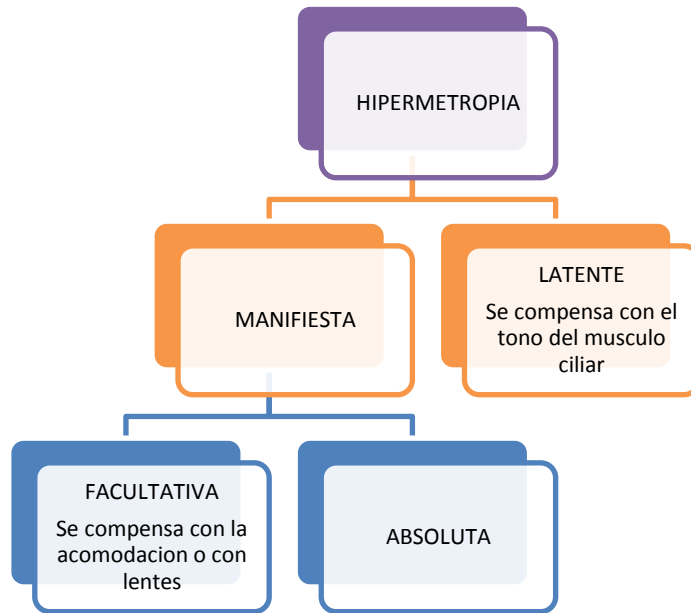 HIPERMETROPIA
MANIFIESTA
LATENTE
Se compensa con el
tono del musculo
ciliar
FACULTATIVA
Se compensa con la
acomodacion o con
lentes
ABSOLUTA